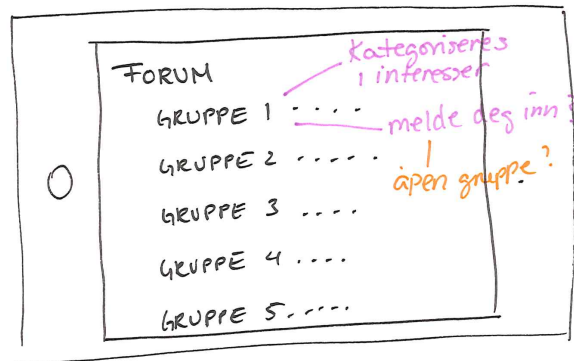 FORUM
Kategoriseres
i interesser
GRUPPE 1 ....
melde deg inn?
GRUPPE 2 .....
åpen gruppe?
GRUPPE 3 ....
GRUPPE 4 ....
GRUPPE 5.....